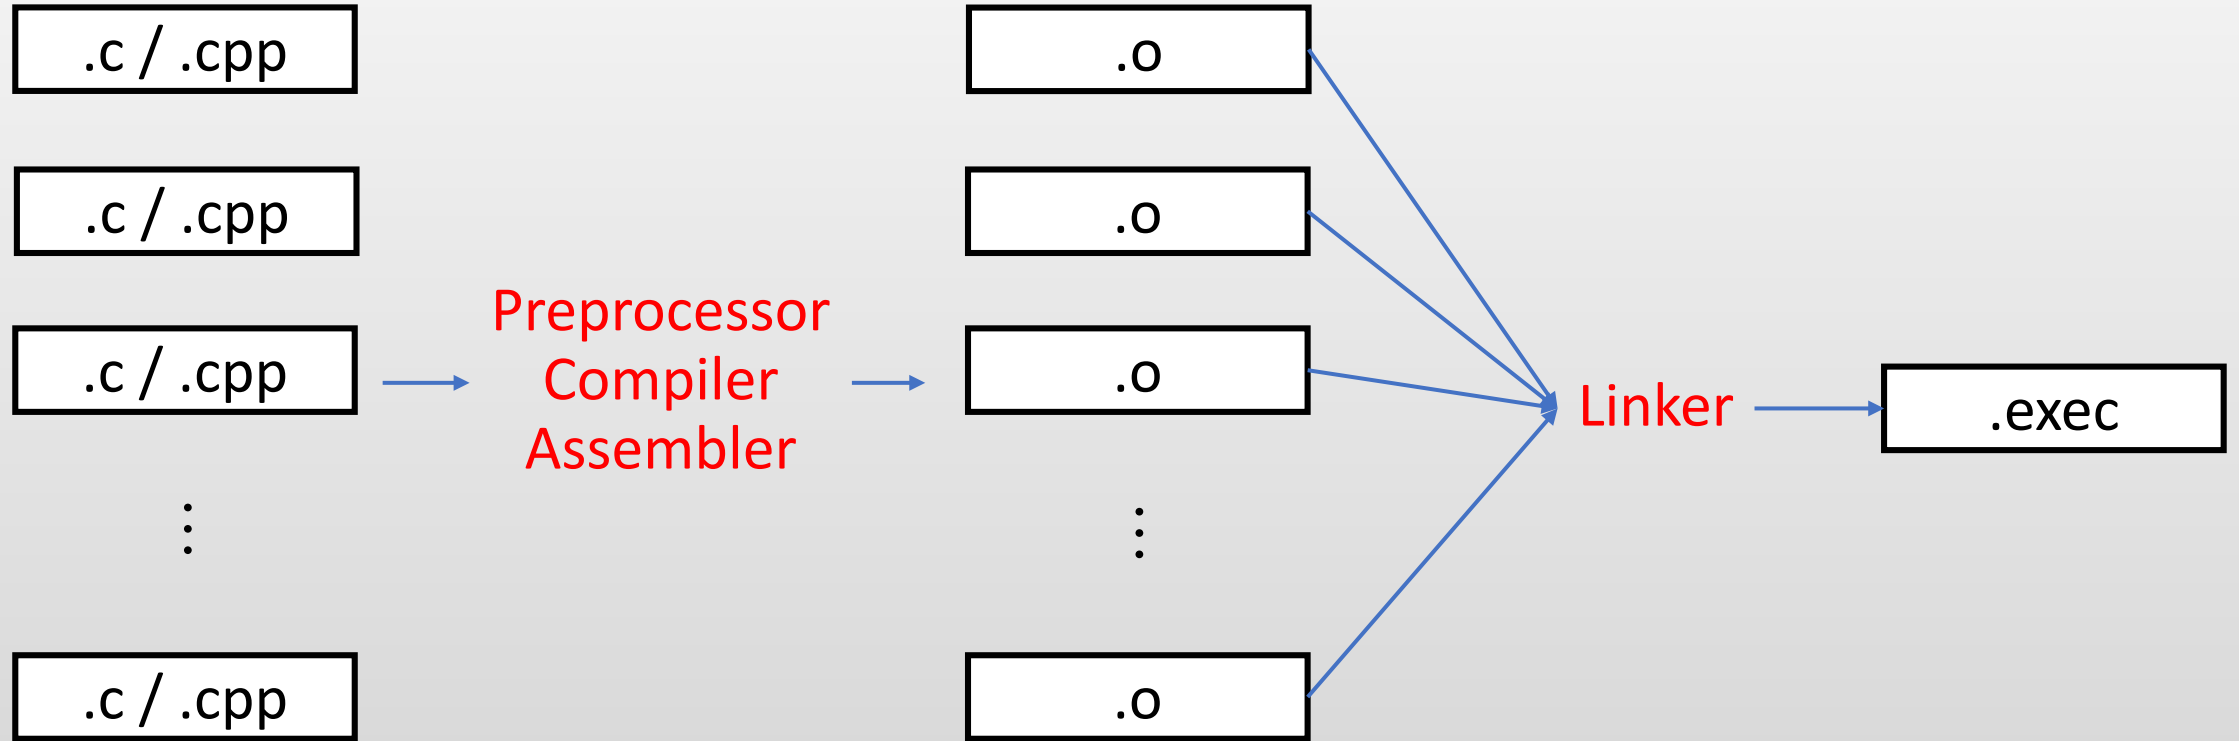 .c / .cpp
.c / .cpp
.c / .cpp
⋮
.c / .cpp
Preprocessor
Compiler
Assembler
.o
.o
.o
⋮
.o
Linker
.exec